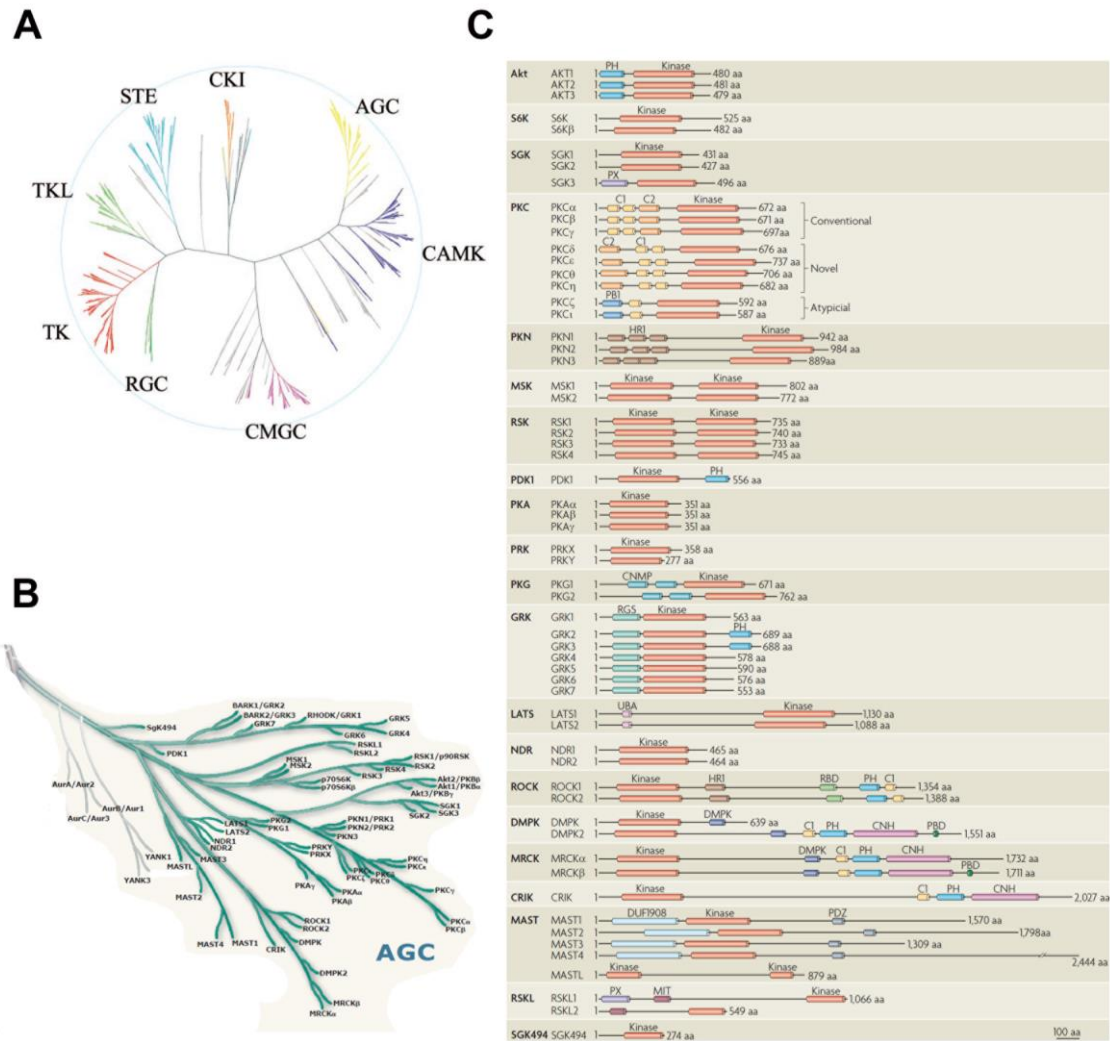 A
CKI
STE
AGC
TKL
CAMK
TK
RGC
CMGC
B
BARK1/GRK2
BARK2/GRK3
RHODK/GRK1
GRK5
GRK7
SgK494
GRK6
GRK4
RSKL1
RSKL2
PDK1
MSK1
MSK2
RSK1/p90RSK
RSK4
RSK2
RSK3
p70S6K
p70S6Kβ
Akt2/PKBβ
Akt1/PKBα
Akt3/PKBγ
AurA/Aur2
SGK1
SGK3
SGK2
AurB/Aur1
AurC/Aur3
LATS1
LATS2
PKG2
PKG1
PKN1/PRK1
PKN2/PRK2
PKN3
NDR1
NDR2
PRKY
PRKX
YANK1
MAST3
MASTL
YANK3
PKCζ
PKCθ
PKCη
PKCε
PKAγ
PKAα
PKAβ
PKCγ
MAST2
PKCα
PKCβ
ROCK1
ROCK2
MAST4
MAST1
CRIK
DMPK
AGC
DMPK2
MRCKβ
MRCKα
C
PH Kinase
Akt AKT1 1 480 aa
AKT2 1 481 aa
AKT3 1 479 aa
Kinase
S6K S6K 1 525 aa
S6Kβ 1 482 aa
Kinase
SGK SGK1 1 431 aa
SGK2 1 427 aa
PX
SGK3 1 496 aa
C1 C2 Kinase
PKC PKCα 1 672 aa
PKCβ 1 671 aa Conventional
PKCγ 1 697aa
C2 C1
PKCδ 1 676 aa
PKCε 1 737 aa
PKCθ 1 706 aa Novel
PKCη 1 682 aa
PB1
PKCζ 1 592 aa
PKCι 1 587 aa Atypicial
HR1 Kinase
PKN PKN1 1 942 aa
PKN2 1 984 aa
PKN3 1 889aa
Kinase Kinase
MSK MSK1 1 802 aa
MSK2 1 772 aa
Kinase Kinase
RSK RSK1 1 735 aa
RSK2 1 740 aa
RSK3 1 733 aa
RSK4 1 745 aa
Kinase PH
PDK1 PDK1 1 556 aa
Kinase
PKA PKAα 1 351 aa
PKAβ 1 351 aa
PKAγ 1 351 aa
Kinase
PRK PRKX 1 358 aa
PRKY 1 277 aa
CNMP Kinase
PKG PKG1 1 671 aa
PKG2 1 762 aa
RGS Kinase
GRK GRK1 1 563 aa
PH
GRK2 1 689 aa
GRK3 1 688 aa
GRK4 1 578 aa
GRK5 1 590 aa
GRK6 1 576 aa
GRK7 1 553 aa
UBA Kinase
LATS LATS1 1 1,130 aa
LATS2 1 1,088 aa
Kinase
NDR NDR1 1 465 aa
NDR2 1 464 aa
Kinase HR1 RBD PH C1
ROCK ROCK1 1 1,354 aa
ROCK2 1 1,388 aa
Kinase DMPK
DMPK DMPK 1 639 aa
C1 PH CNH PBD
DMPK2 1 1,551 aa
Kinase DMPK C1 PH CNH
MRCK MRCKα 1 1,732 aa
PBD
MRCKβ 1 1,711 aa
Kinase C1 PH CNH
CRIK CRIK 1 2,027 aa
DUF1908 Kinase PDZ
MAST MAST1 1 1,570 aa
MAST2 1 1,798aa
MAST3 1 1,309 aa
MAST4 1 2,444 aa
Kinase Kinase
MASTL 1 879 aa
PX MIT Kinase
RSKL RSKL1 1 1,066 aa
RSKL2 1 549 aa
Kinase
SGK494 SGK494 1 274 aa
100 aa